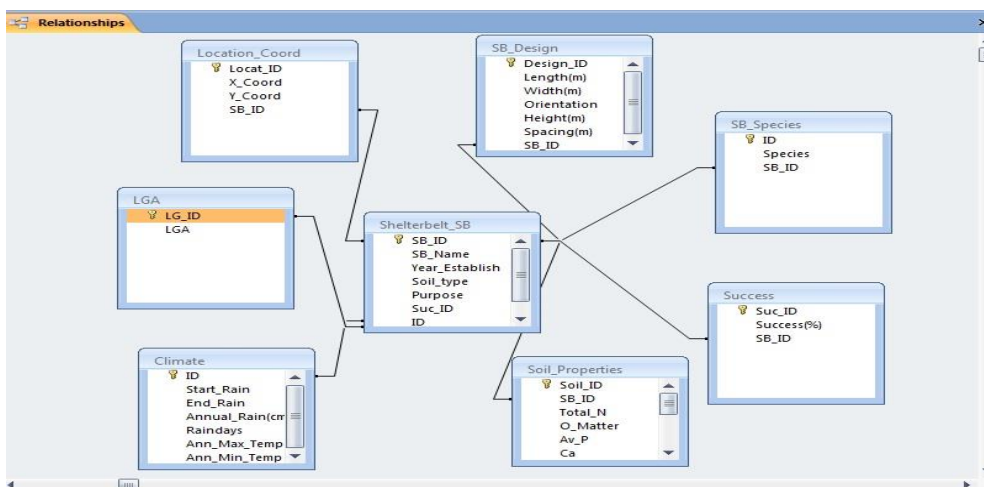 Relationships
Location_Coord
Locat_ID
X_Coord
Y_Coord
SB_ID
SB_Design
Design_ID
Length(m)
Width(m)
Orientation
Height(m)
Spacing(m)
SB_ID
SB_Species
ID
Species
SB_ID
LGA
LG_ID
LGA
Shelterbelt_SB
SB_ID
SB_Name
Year_Establish
Soil_type
Purpose
Suc_ID
ID
Success
Suc_ID
Success(%)
SB_ID
Climate
ID
Start_Rain
End_Rain
Annual_Rain(cm
Raindays
Ann_Max_Temp
Ann_Min_Temp
Soil_Properties
Soil_ID
SB_ID
Total_N
O_Matter
Av_P
Ca